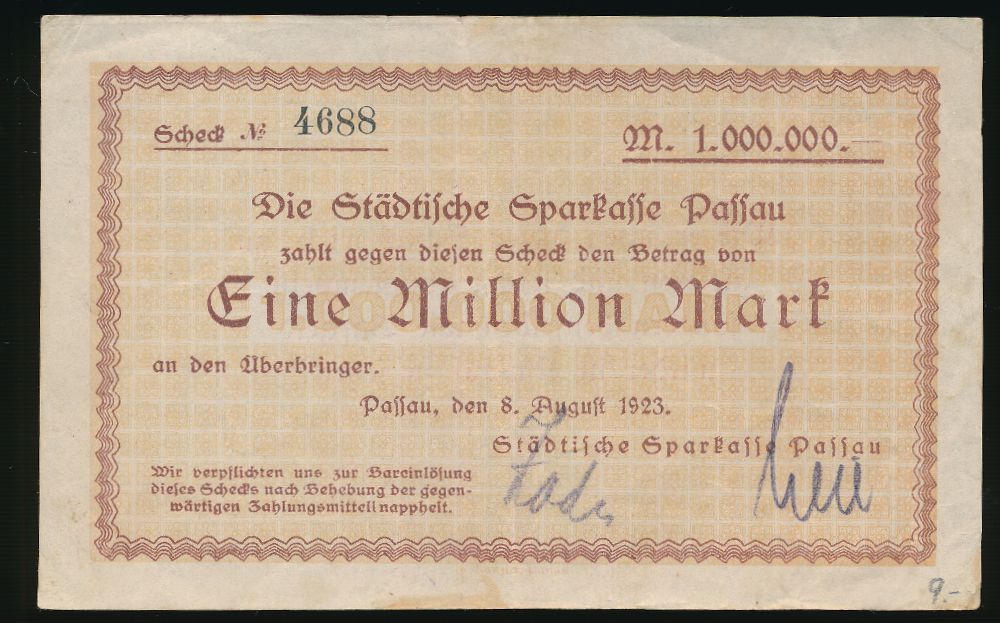 Scheck № 4688
M. 1.000.000.-
Die Städtische Sparkasse Passau
zahlt gegen diesen Scheck den Betrag von
Eine Million Mark
an den Überbringer.
Passau, den 8. August 1923.
Städtische Sparkasse Passau
Wir verpflichten uns zur Bareinlösung
dieses Schecks nach Behebung der gegen-
wärtigen Zahlungsmittelknappheit.
9.-